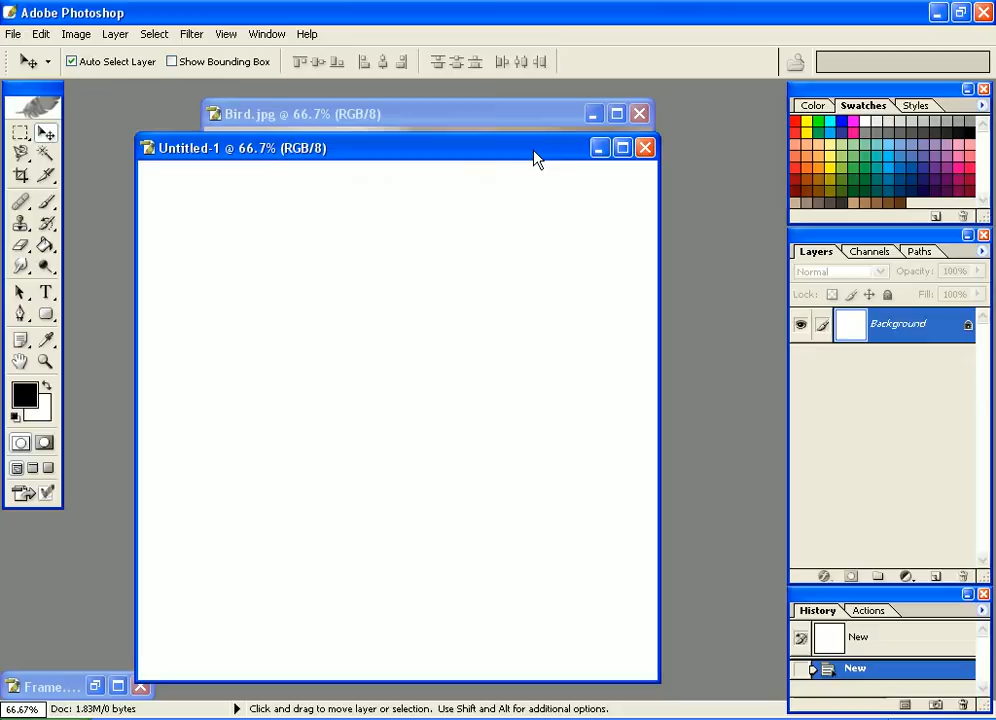 Adobe Photoshop
File Edit Image Layer Select Filter View Window Help
Auto Select Layer Show Bounding Box
Color Swatches Styles
Bird.jpg @ 66.7% (RGB/8)
Untitled-1 @ 66.7% (RGB/8)
Layers Channels Paths
Normal Opacity: 100%
Lock: Fill: 100%
Background
T
History Actions
New
New
Frame....
66.67% Doc: 1.83M/0 bytes Click and drag to move layer or selection. Use Shift and Alt for additional options.